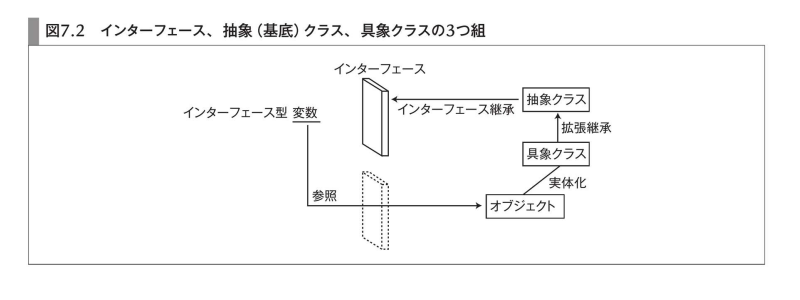 図7.2 インターフェース、抽象（基底）クラス、具象クラスの3つ組
インターフェース
インターフェース型 変数
インターフェース継承
抽象クラス
拡張継承
具象クラス
実体化
参照
オブジェクト